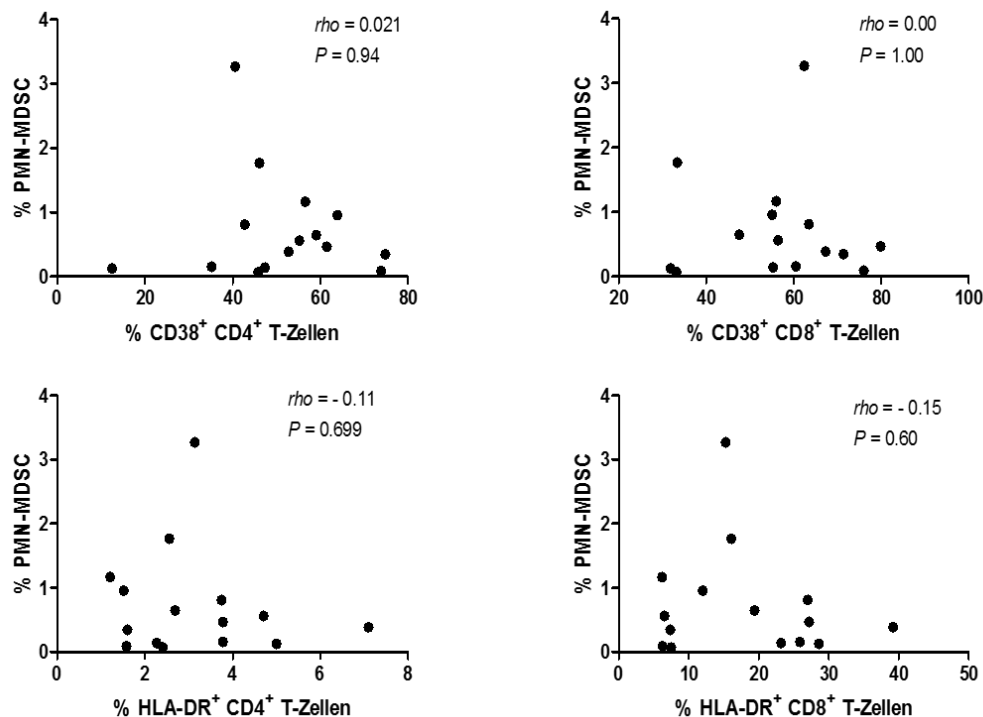 rho = 0.021
P = 0.94
% PMN-MDSC
4
3
2
1
0
0 20 40 60 80
% CD38⁺ CD4⁺ T-Zellen
rho = 0.00
P = 1.00
% PMN-MDSC
4
3
2
1
0
20 40 60 80 100
% CD38⁺ CD8⁺ T-Zellen
rho = - 0.11
P = 0.699
% PMN-MDSC
4
3
2
1
0
0 2 4 6 8
% HLA-DR⁺ CD4⁺ T-Zellen
rho = - 0.15
P = 0.60
% PMN-MDSC
4
3
2
1
0
0 10 20 30 40 50
% HLA-DR⁺ CD8⁺ T-Zellen